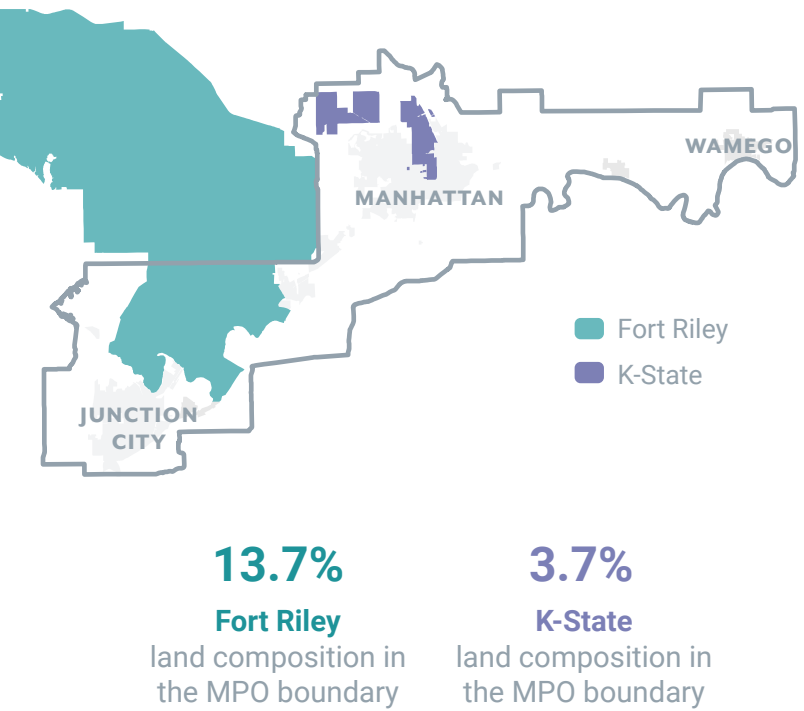 WAMEGO
MANHATTAN
Fort Riley
K-State
JUNCTION
CITY
13.7%
Fort Riley
land composition in
the MPO boundary
3.7%
K-State
land composition in
the MPO boundary